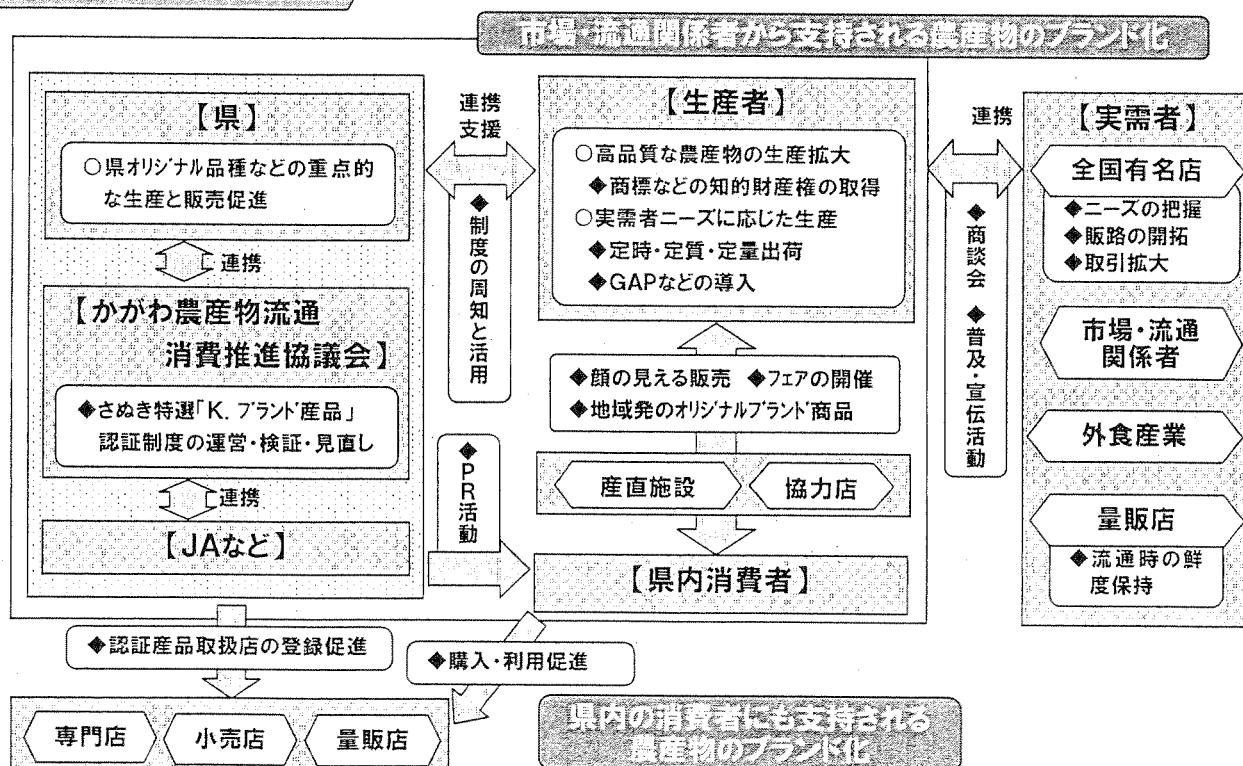 市場・流通関係者から支持される農産物のブランド化
【県】
○県オリジナル品種などの重点的
な生産と販売促進
連携
【かがわ農産物流通
消費推進協議会】
◆さぬき特選「K．ブランド産品」
認証制度の運営・検証・見直し
連携
【JAなど】
連携
支援
◆制度の周知と活用
◆PR活動
【生産者】
○高品質な農産物の生産拡大
◆商標などの知的財産権の取得
○実需者ニーズに応じた生産
◆定時・定質・定量出荷
◆GAPなどの導入
◆顔の見える販売 ◆フェアの開催
◆地域発のオリジナルブランド商品
産直施設
協力店
【県内消費者】
連携
◆商談会 ◆普及・宣伝活動
【実需者】
全国有名店
◆ニーズの把握
◆販路の開拓
◆取引拡大
市場・流通
関係者
外食産業
量販店
◆流通時の鮮
度保持
◆認証産品取扱店の登録促進
◆購入・利用促進
専門店
小売店
量販店
県内の消費者にも支持される
農産物のブランド化